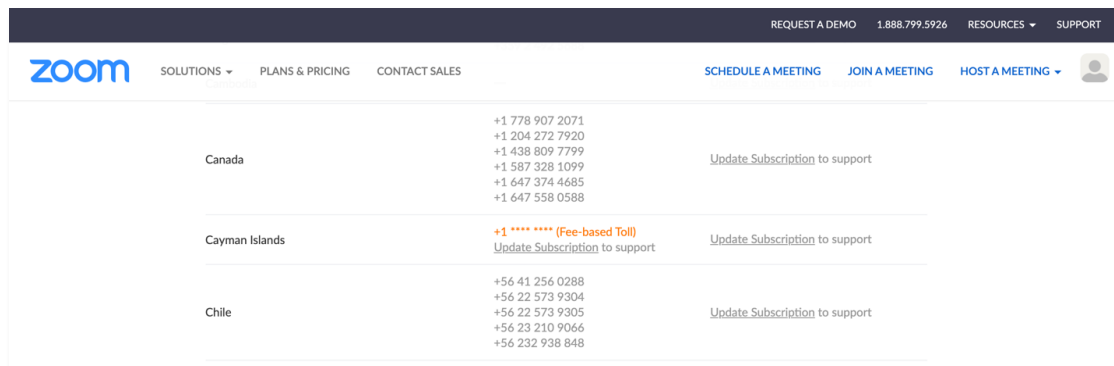 REQUEST A DEMO 1.888.799.5926 RESOURCES SUPPORT
zoom SOLUTIONS PLANS & PRICING CONTACT SALES SCHEDULE A MEETING JOIN A MEETING HOST A MEETING
+1 778 907 2071
+1 204 272 7920
+1 438 809 7799
Canada
+1 587 328 1099
Update Subscription to support
+1 647 374 4685
+1 647 558 0588
Cayman Islands
+1 **** **** (Fee-based Toll)
Update Subscription to support
Update Subscription to support
+56 41 256 0288
+56 22 573 9304
Chile
+56 22 573 9305
Update Subscription to support
+56 23 210 9066
+56 232 938 848